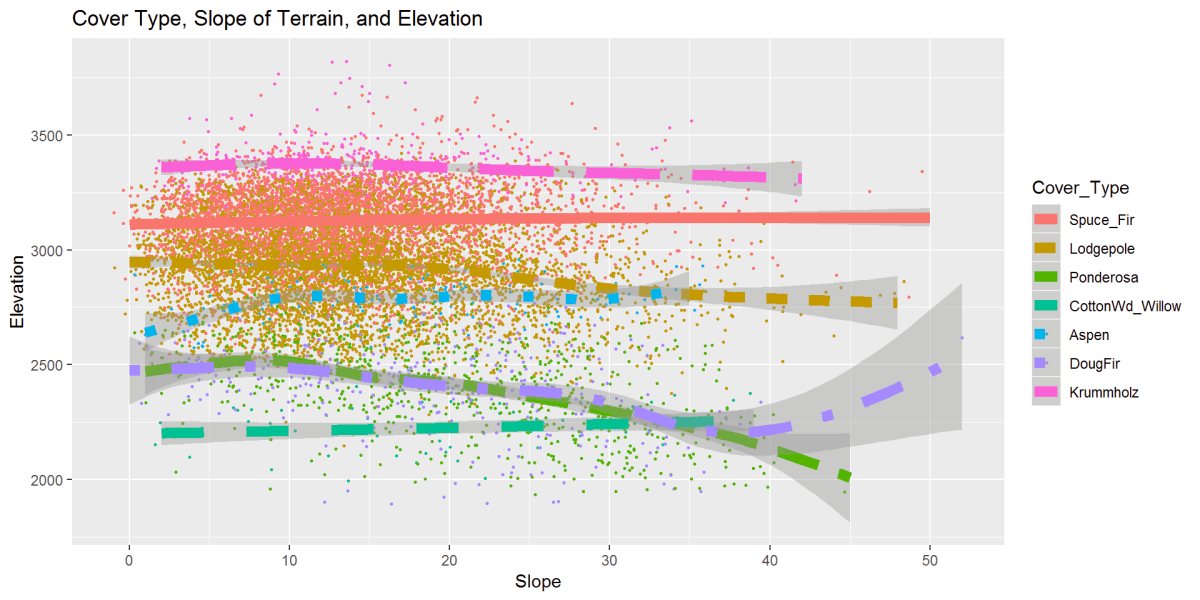 Cover Type, Slope of Terrain, and Elevation
3500
3000
2500
2000
Elevation
0 10 20 30 40 50
Slope
Cover_Type
Spuce_Fir
Lodgepole
Ponderosa
CottonWd_Willow
Aspen
DougFir
Krummholz